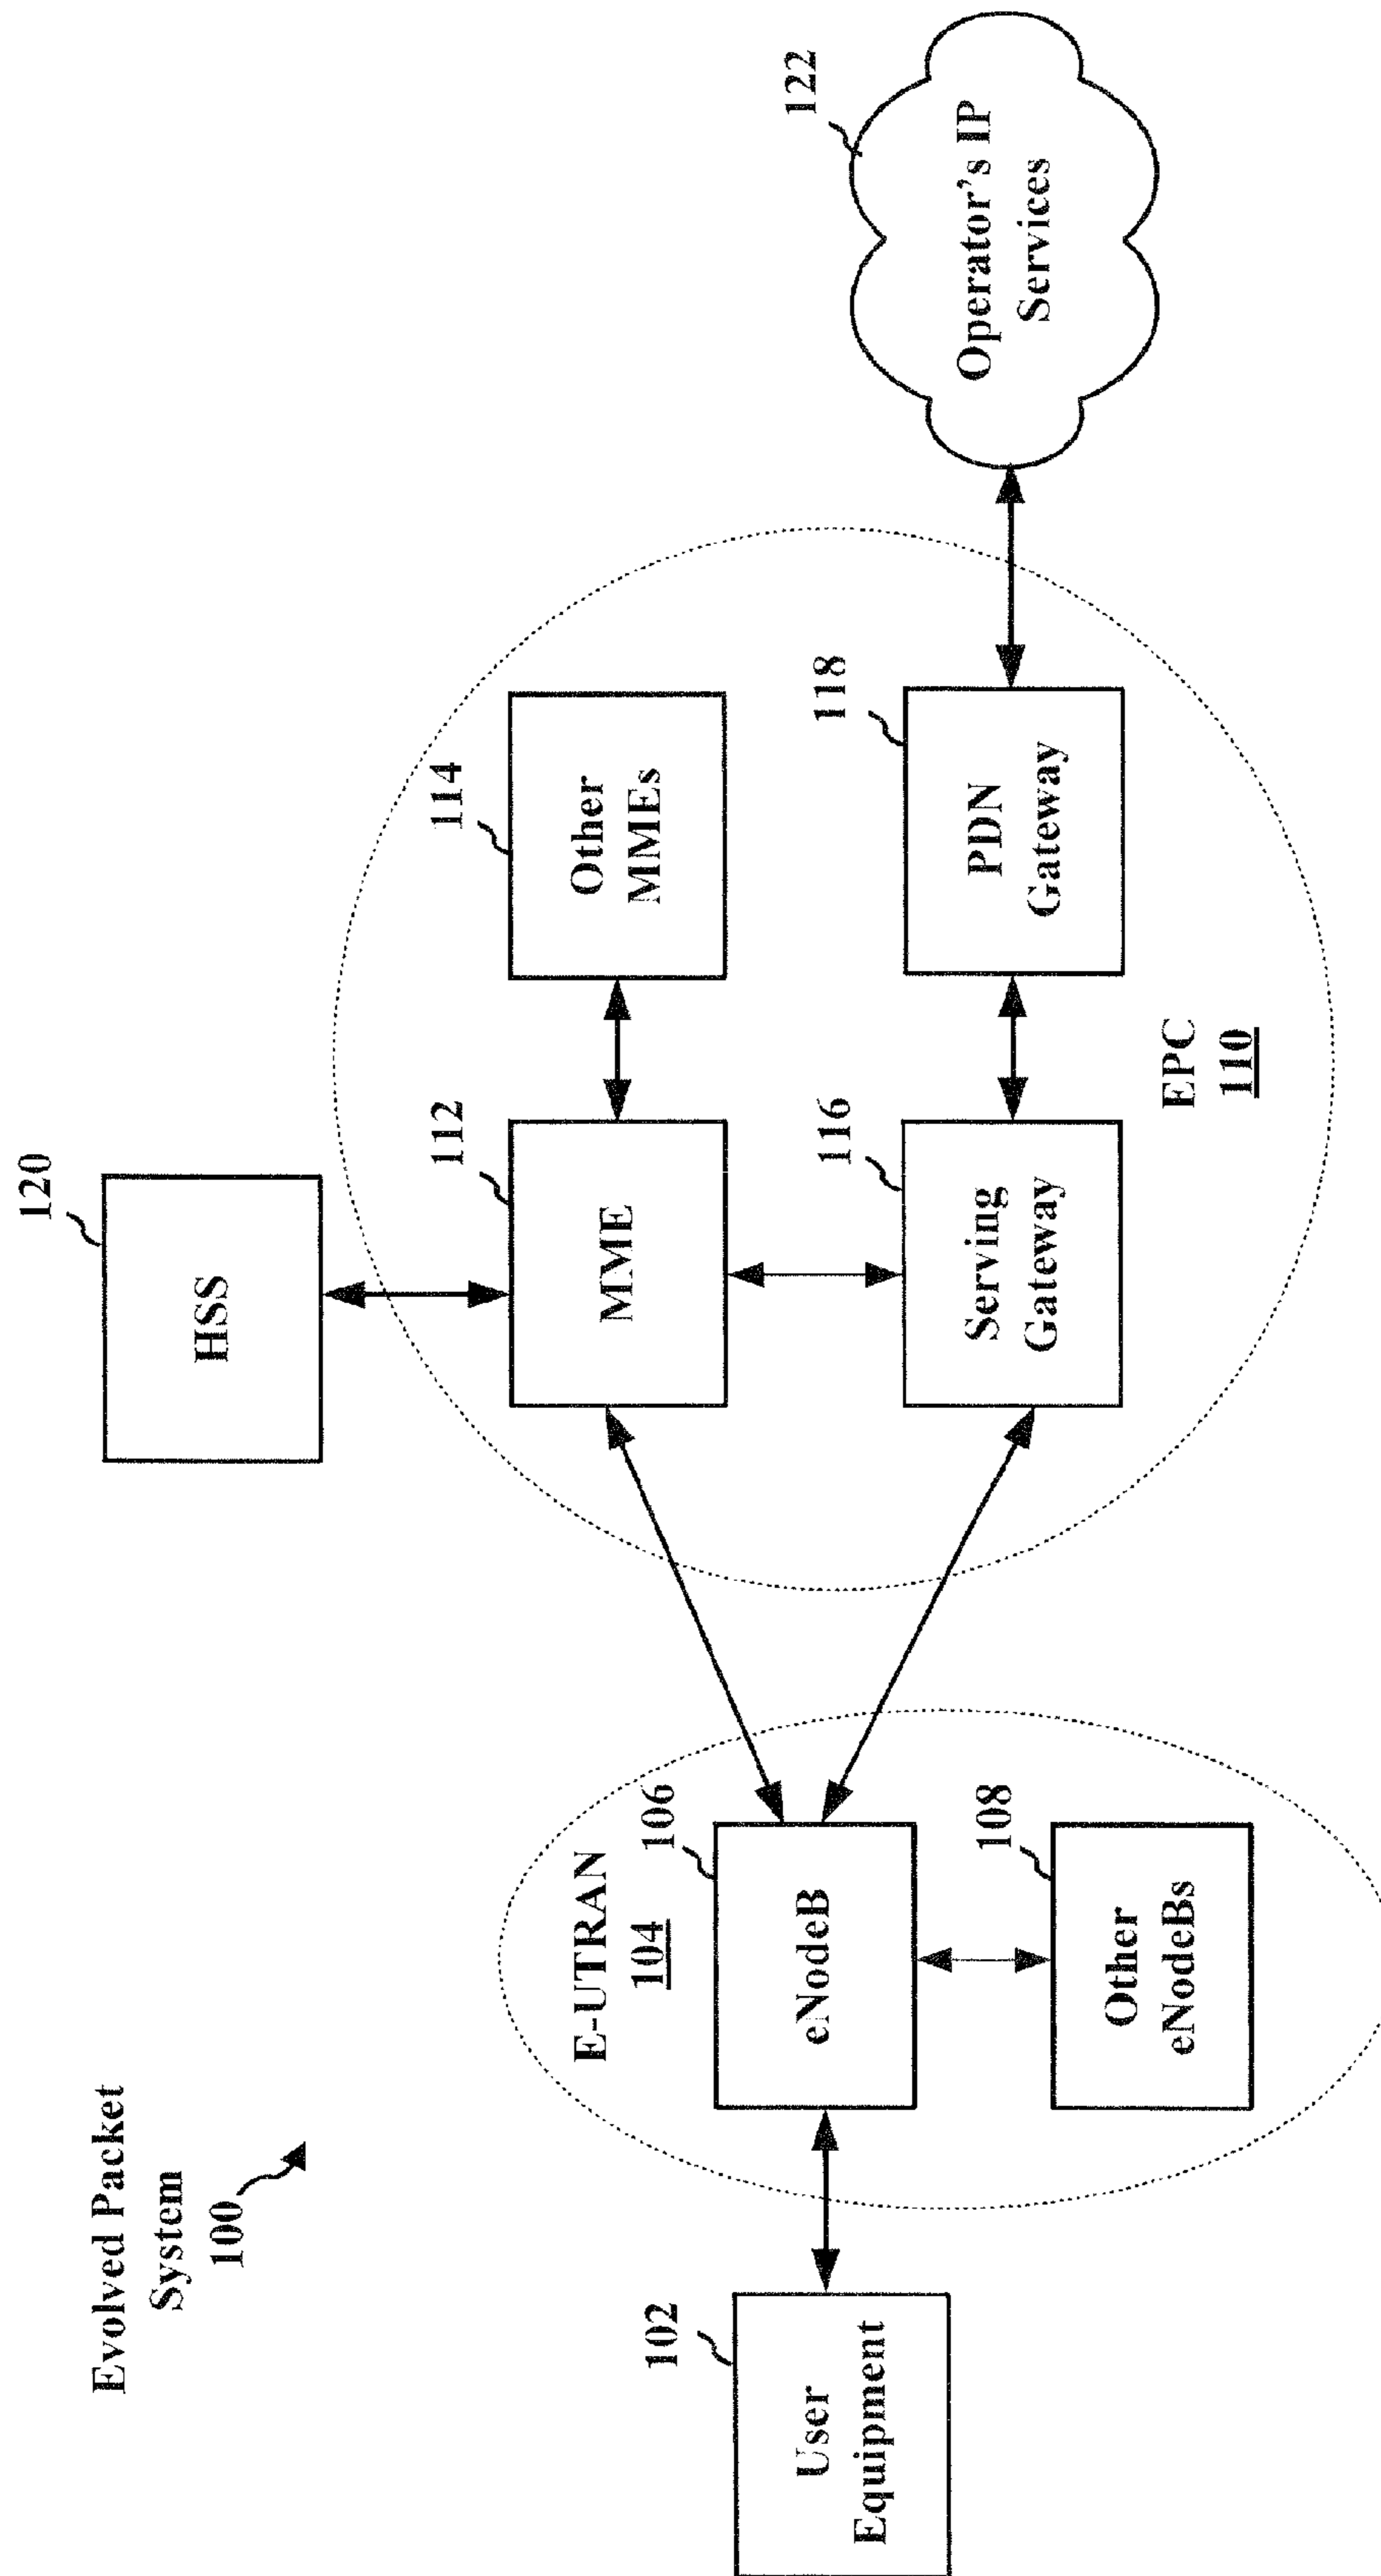 Evolved Packet
System
100
120
HSS
112
MME
114
Other
MMEs
122
Operator's IP
Services
E-UTRAN
104
106
eNodeB
102
User
Equipment
108
Other
eNodeBs
116
Serving
Gateway
118
PDN
Gateway
EPC
110